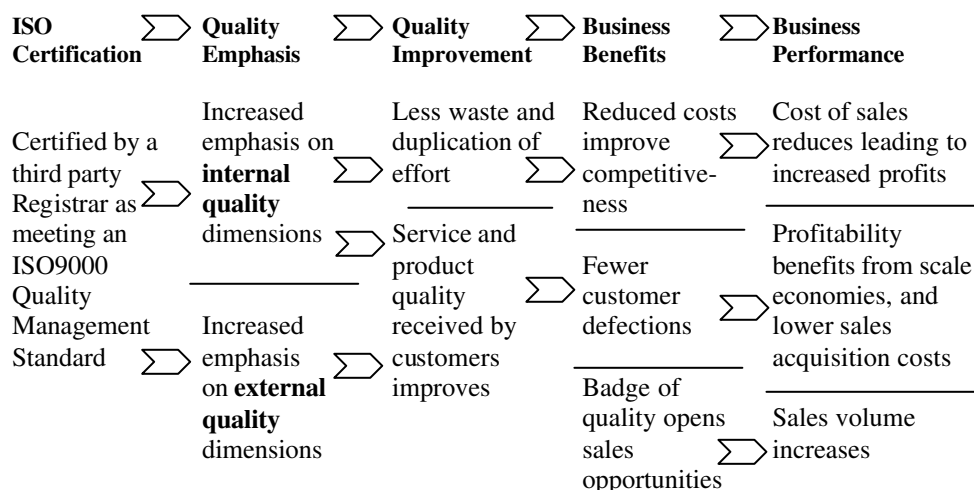 ISO
Certification
Quality
Emphasis
Quality
Improvement
Business
Benefits
Business
Performance
Certified by a
third party
Registrar as
meeting an
ISO9000
Quality
Management
Standard
Increased
emphasis on
internal
quality
dimensions
Increased
emphasis
on external
quality
dimensions
Less waste and
duplication of
effort
Service and
product
quality
received by
customers
improves
Reduced costs
improve
competitive-
ness
Fewer
customer
defections
Badge of
quality opens
sales
opportunities
Cost of sales
reduces leading to
increased profits
Profitability
benefits from scale
economies, and
lower sales
acquisition costs
Sales volume
increases